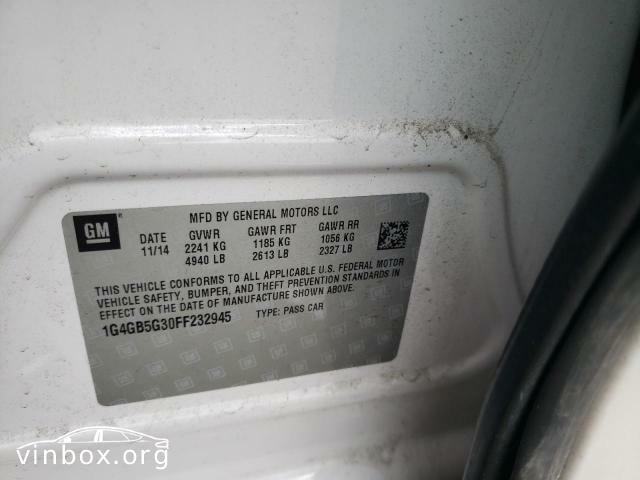 GM
MFD BY GENERAL MOTORS LLC
DATE GVWR GAWR FRT GAWR RR
11/14 2241 KG 1185 KG 1056 KG
4940 LB 2613 LB 2327 LB
THIS VEHICLE CONFORMS TO ALL APPLICABLE U.S. FEDERAL MOTOR
VEHICLE SAFETY, BUMPER, AND THEFT PREVENTION STANDARDS IN
EFFECT ON THE DATE OF MANUFACTURE SHOWN ABOVE.
1G4GB5G30FF232945 TYPE: PASS CAR
vinbox.org